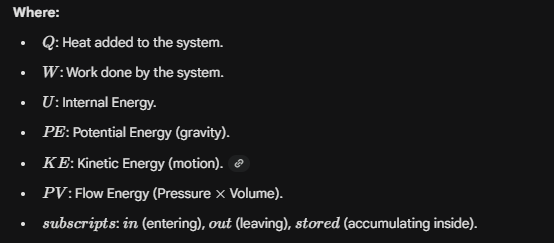 Where:
• Q: Heat added to the system.
• W: Work done by the system.
• U: Internal Energy.
• PE: Potential Energy (gravity).
• KE: Kinetic Energy (motion).
• PV: Flow Energy (Pressure × Volume).
• subscripts: in (entering), out (leaving), stored (accumulating inside).